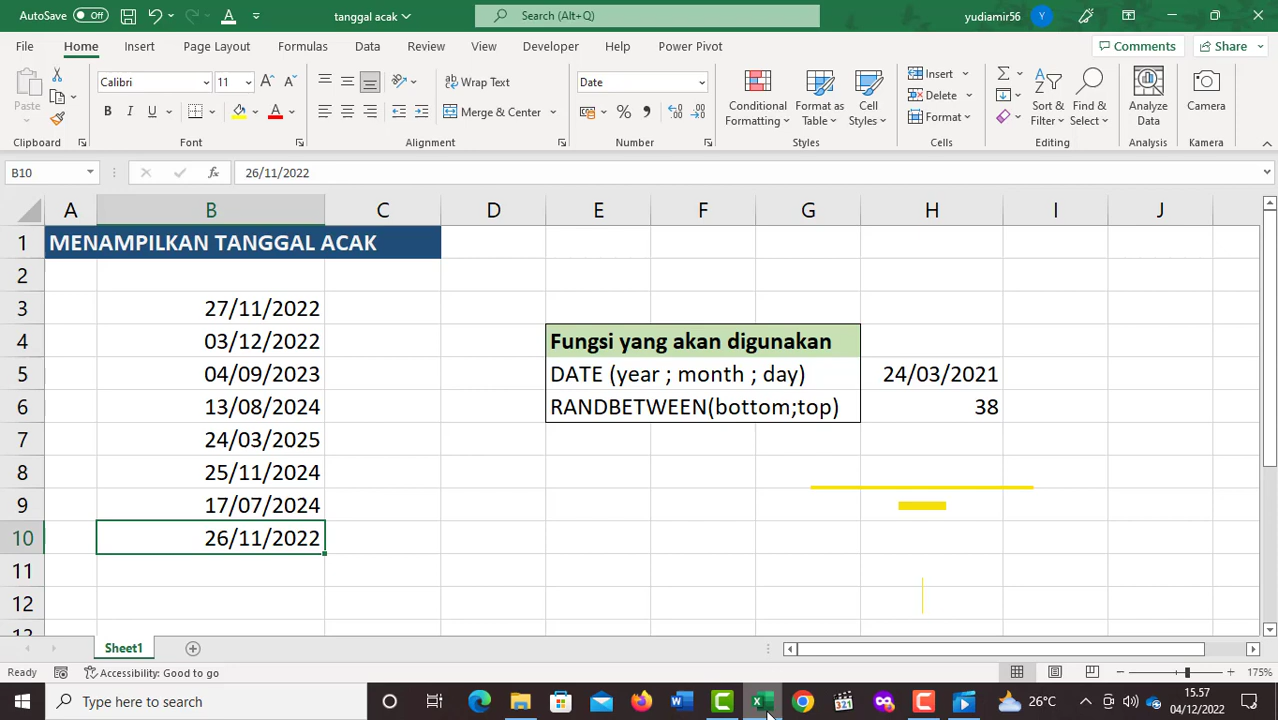 AutoSave Off tanggal acak Search (Alt+Q) yudiamir56
File Home Insert Page Layout Formulas Data Review View Developer Help Power Pivot Comments Share
Paste Calibri 11 Wrap Text Date Conditional Formatting Format as Table Cell Styles Insert Sort & Filter Find & Select Analyze Data Camera
B I U Merge & Center Delete
Format
Clipboard Font Alignment Number Styles Cells Editing Analysis Kamera
B10 fx 26/11/2022
A B C D E F G H I J
1 MENAMPILKAN TANGGAL ACAK
2
3 27/11/2022
4 03/12/2022 Fungsi yang akan digunakan
5 04/09/2023 DATE (year ; month ; day) 24/03/2021
6 13/08/2024 RANDBETWEEN(bottom;top) 38
7 24/03/2025
8 25/11/2024
9 17/07/2024
10 26/11/2022
11
12
13
Sheet1
Ready Accessibility: Good to go 175%
Type here to search 26°C 15.57
04/12/2022